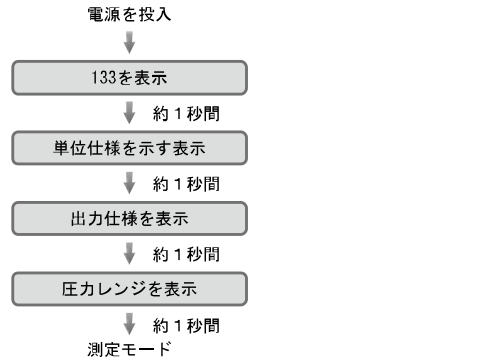 電源を投入
133を表示
約1秒間
単位仕様を示す表示
約1秒間
出力仕様を表示
約1秒間
圧力レンジを表示
約1秒間
測定モード